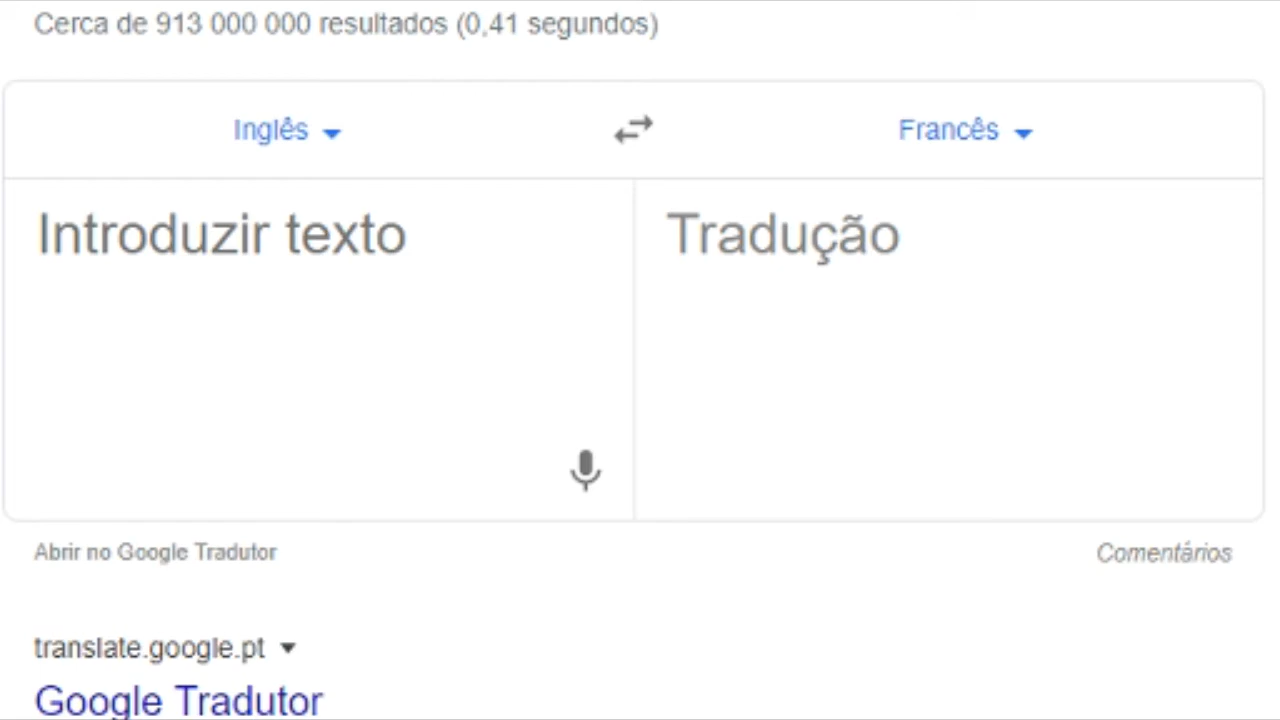 Cerca de 913 000 000 resultados (0,41 segundos)
Inglês Francês
Introduzir texto Tradução
Abrir no Google Tradutor Comentários
translate.google.pt
Google Tradutor